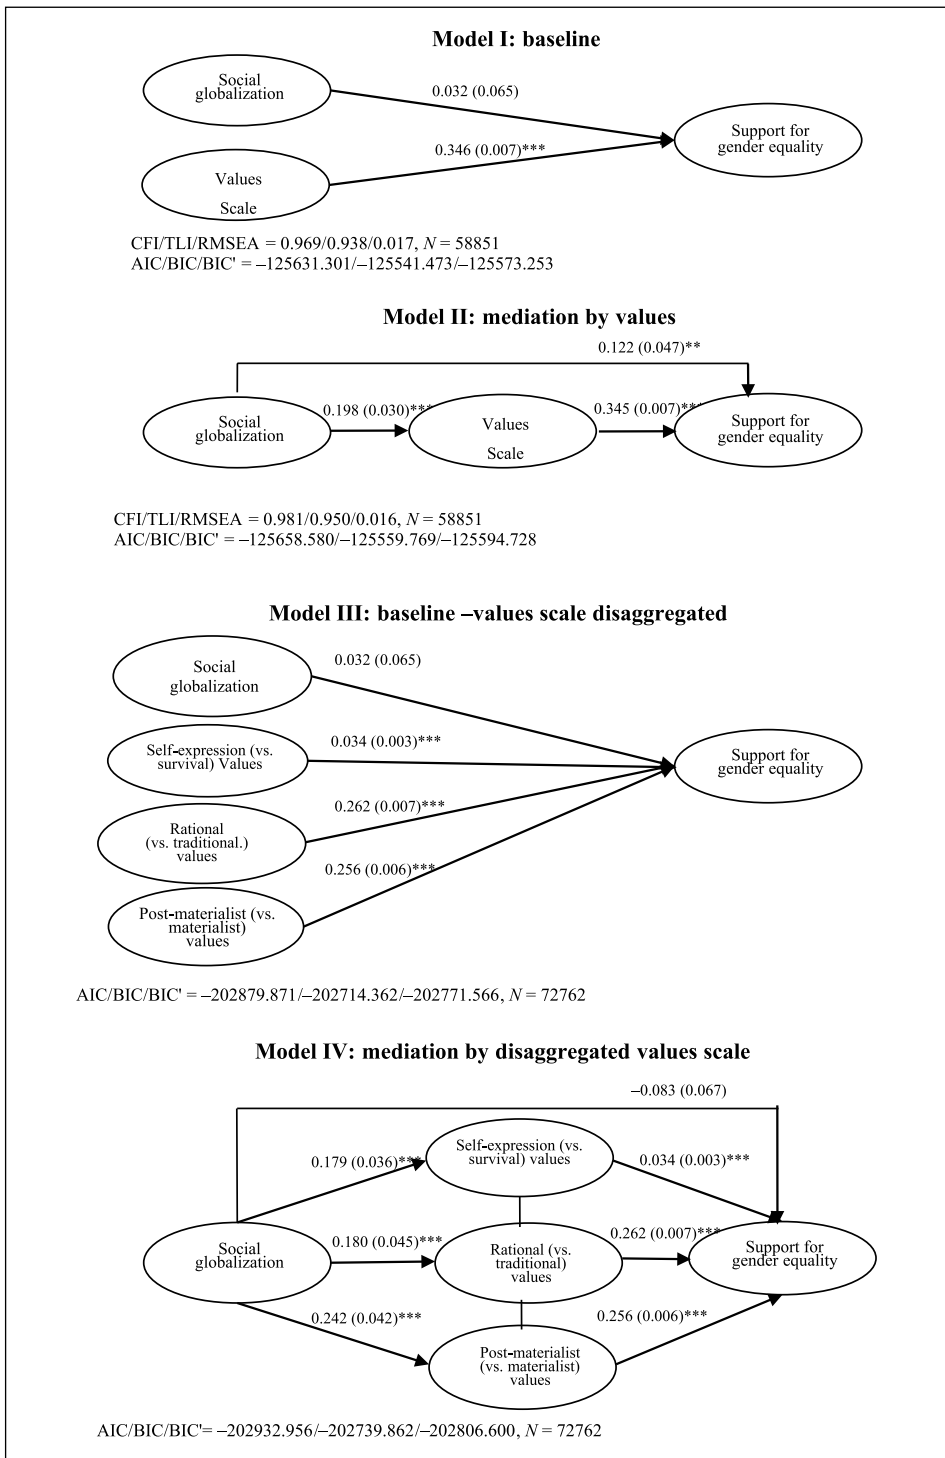 Model I: baseline
Social
globalization
0.032 (0.065)
Support for
gender equality
0.346 (0.007)***
Values
Scale
CFI/TLI/RMSEA = 0.969/0.938/0.017, N = 58851
AIC/BIC/BIC' = –125631.301/–125541.473/–125573.253
Model II: mediation by values
0.122 (0.047)**
Social
globalization
0.198 (0.030)***
Values
Scale
0.345 (0.007)***
Support for
gender equality
CFI/TLI/RMSEA = 0.981/0.950/0.016, N = 58851
AIC/BIC/BIC' = –125658.580/–125559.769/–125594.728
Model III: baseline –values scale disaggregated
Social
globalization
0.032 (0.065)
Self-expression (vs.
survival) Values
0.034 (0.003)***
Support for
gender equality
Rational
(vs. traditional.)
values
0.262 (0.007)***
0.256 (0.006)***
Post-materialist (vs.
materialist)
values
AIC/BIC/BIC' = –202879.871/–202714.362/–202771.566, N = 72762
Model IV: mediation by disaggregated values scale
–0.083 (0.067)
Self-expression (vs.
survival) values
0.179 (0.036)***
0.034 (0.003)***
Social
globalization
0.180 (0.045)***
Rational (vs.
traditional)
values
0.262 (0.007)***
Support for
gender equality
0.242 (0.042)***
0.256 (0.006)***
Post-materialist
(vs. materialist)
values
AIC/BIC/BIC'= –202932.956/–202739.862/–202806.600, N = 72762